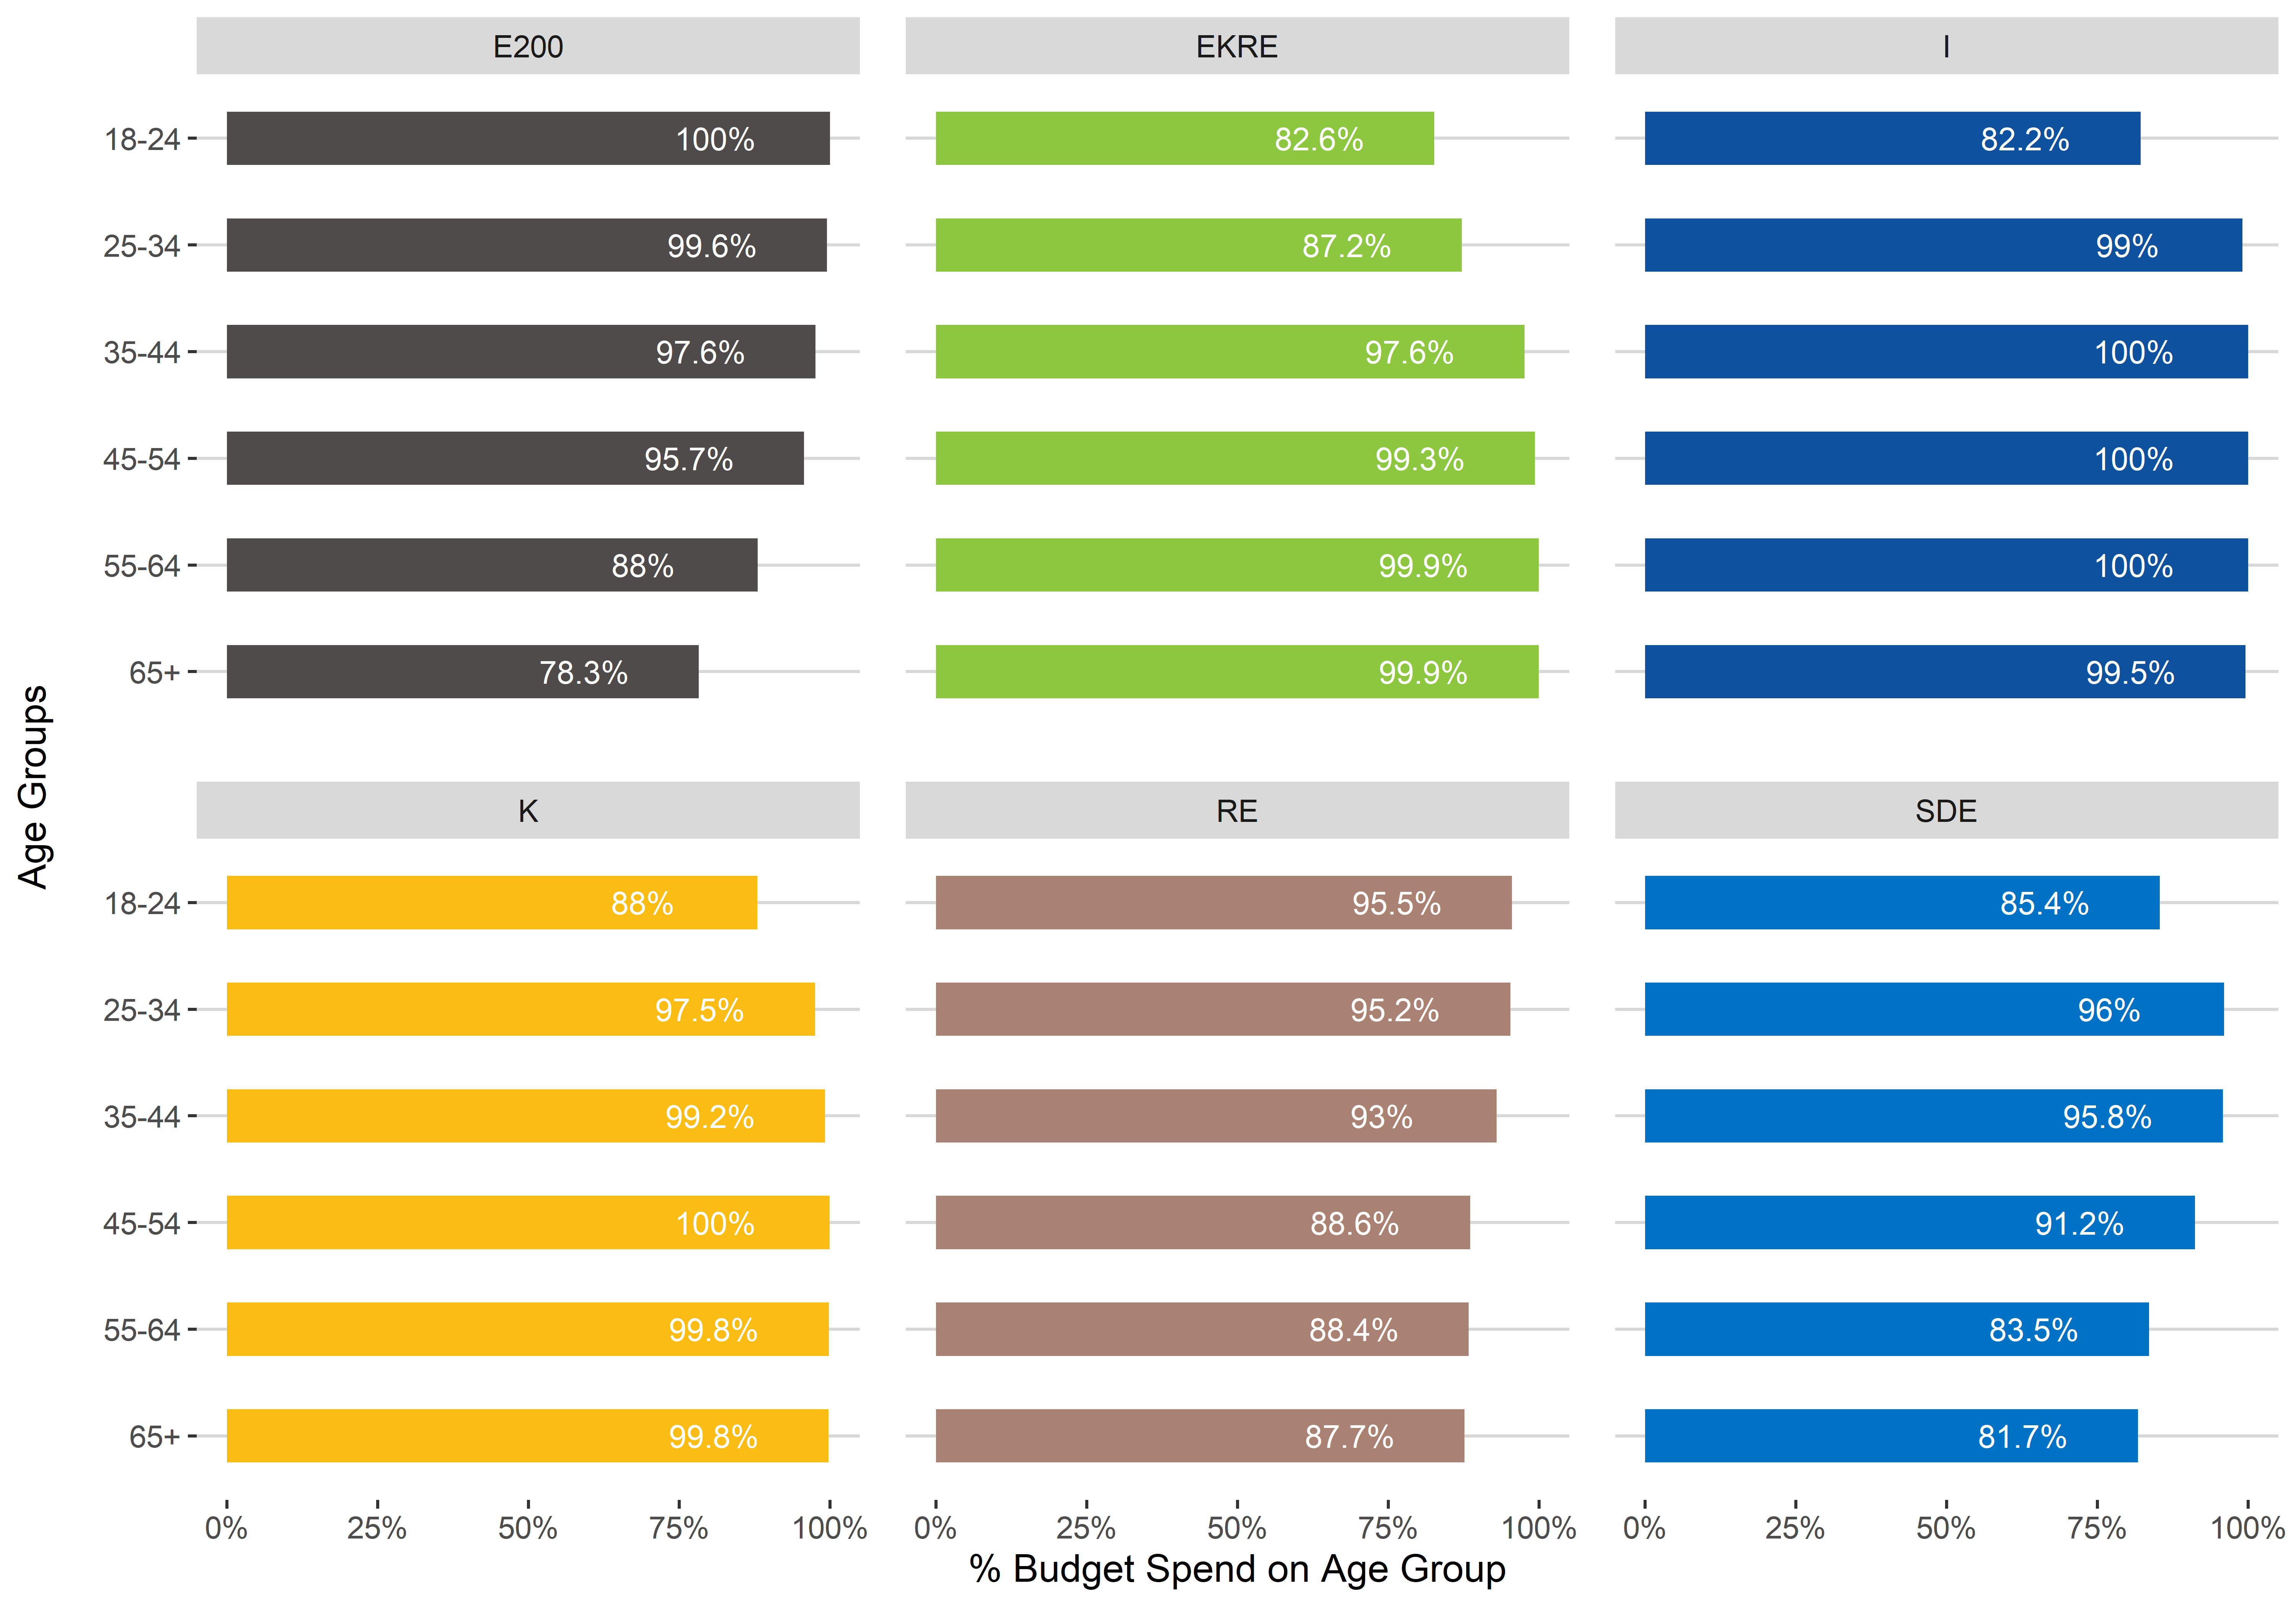 E200 EKRE I
18-24 100% 82.6% 82.2%
25-34 99.6% 87.2% 99%
35-44 97.6% 97.6% 100%
45-54 95.7% 99.3% 100%
55-64 88% 99.9% 100%
65+ 78.3% 99.9% 99.5%
Age Groups
K RE SDE
18-24 88% 95.5% 85.4%
25-34 97.5% 95.2% 96%
35-44 99.2% 93% 95.8%
45-54 100% 88.6% 91.2%
55-64 99.8% 88.4% 83.5%
65+ 99.8% 87.7% 81.7%
0% 25% 50% 75% 100% 0% 25% 50% 75% 100% 0% 25% 50% 75% 100%
% Budget Spend on Age Group